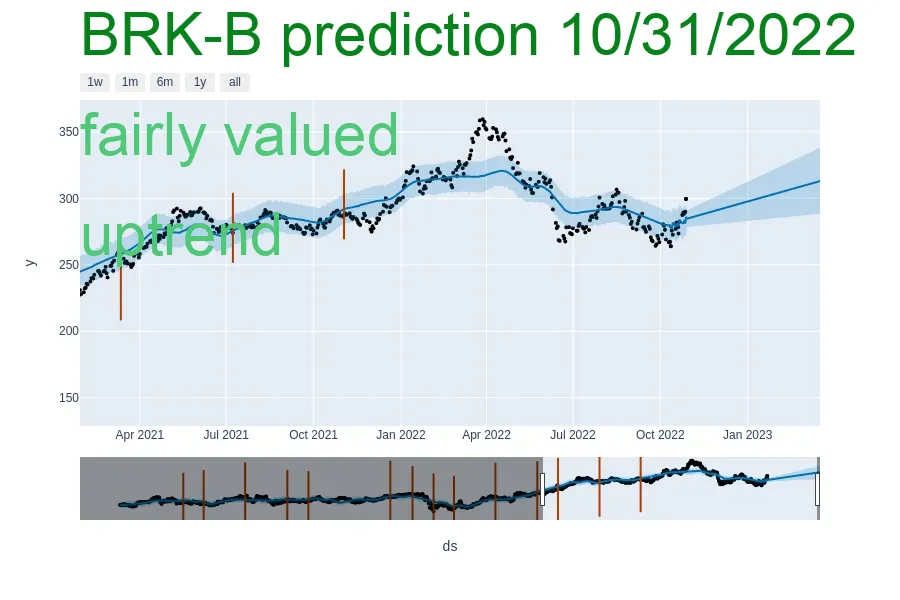 BRK-B prediction 10/31/2022
1w 1m 6m 1y all
fairly valued
uptrend
350
300
250
200
150
y
Apr 2021 Jul 2021 Oct 2021 Jan 2022 Apr 2022 Jul 2022 Oct 2022 Jan 2023
ds